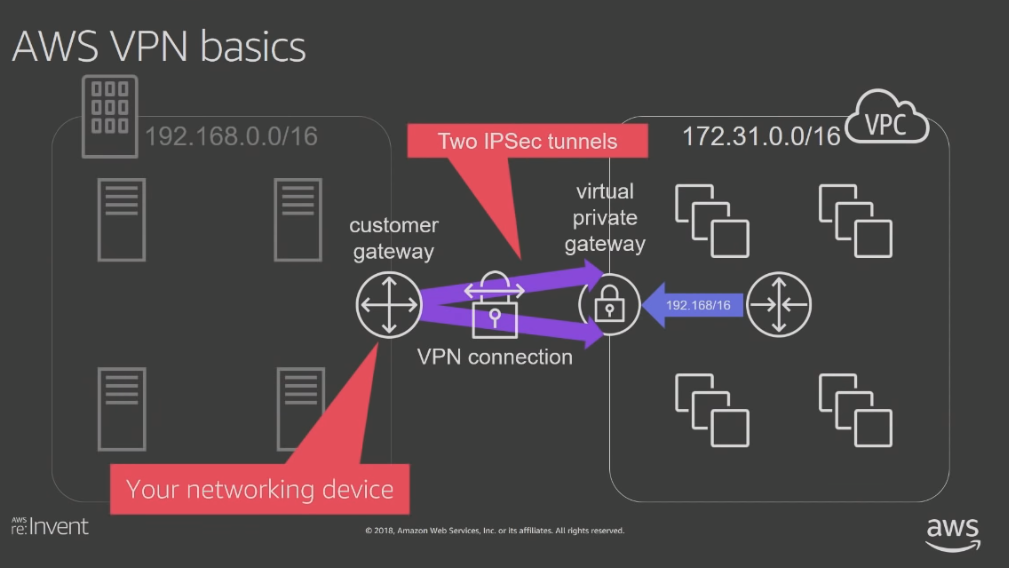 AWS VPN basics
192.168.0.0/16
Two IPSec tunnels
172.31.0.0/16
VPC
virtual
private
gateway
customer
gateway
192.168/16
VPN connection
Your networking device
AWS
re:Invent
© 2018, Amazon Web Services, Inc. or its affiliates. All rights reserved.
aws